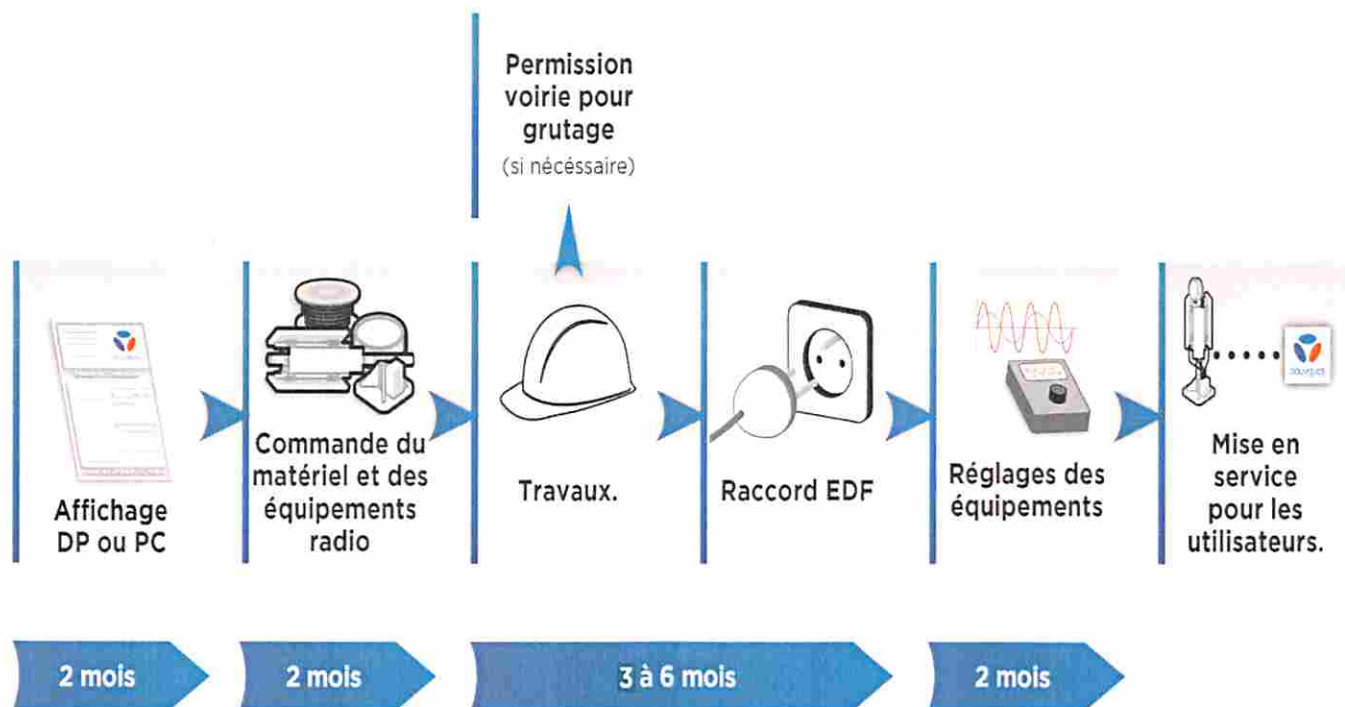 Permission
voirie pour
grutage
(si nécéssaire)
Affichage
DP ou PC
Commande du
matériel et des
équipements
radio
Travaux.
Raccord EDF
Réglages des
équipements
Mise en
service
pour les
utilisateurs.
2 mois
2 mois
3 à 6 mois
2 mois